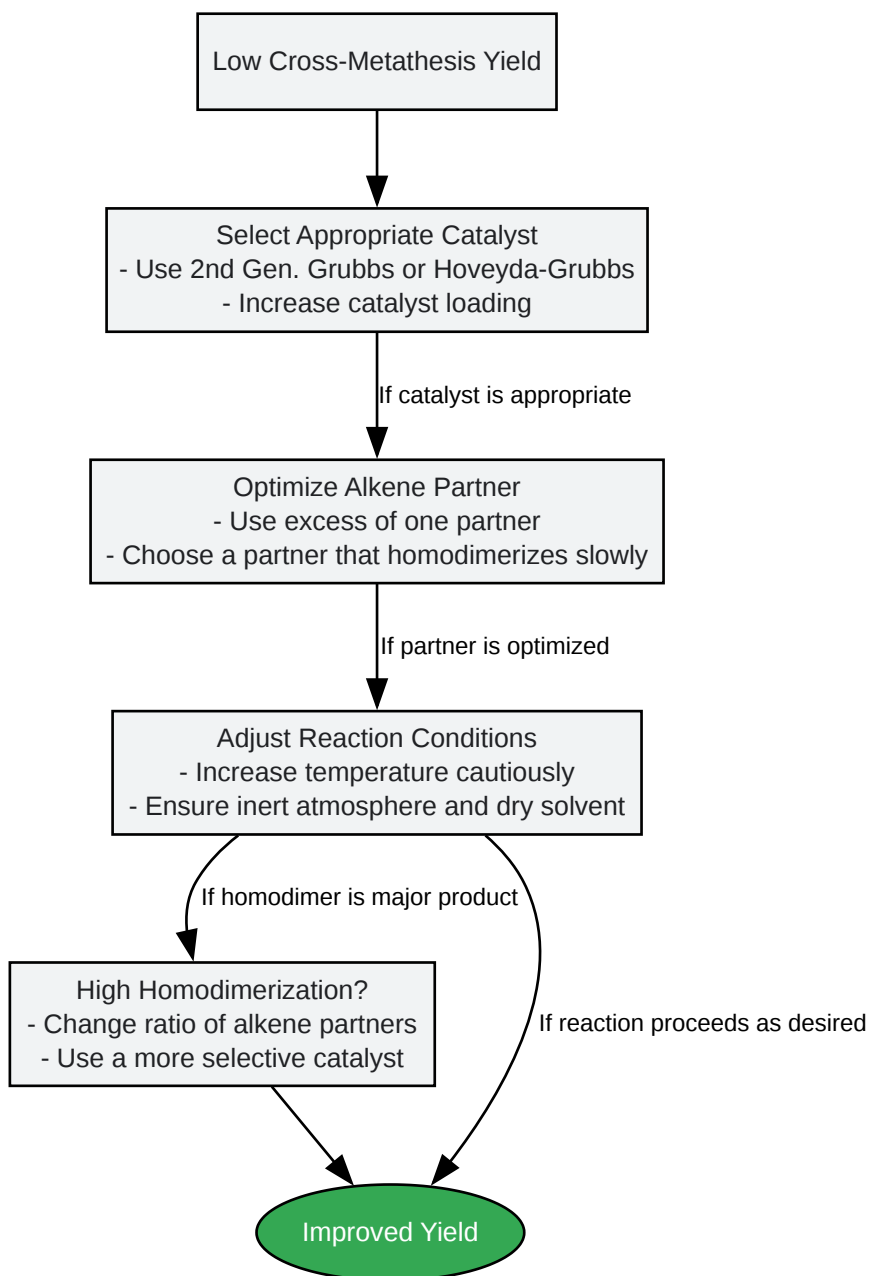 Low Cross-Metathesis Yield
Select Appropriate Catalyst
- Use 2nd Gen. Grubbs or Hoveyda-Grubbs
- Increase catalyst loading
If catalyst is appropriate
Optimize Alkene Partner
- Use excess of one partner
- Choose a partner that homodimerizes slowly
If partner is optimized
Adjust Reaction Conditions
- Increase temperature cautiously
- Ensure inert atmosphere and dry solvent
If homodimer is major product
High Homodimerization?
- Change ratio of alkene partners
- Use a more selective catalyst
If reaction proceeds as desired
Improved Yield